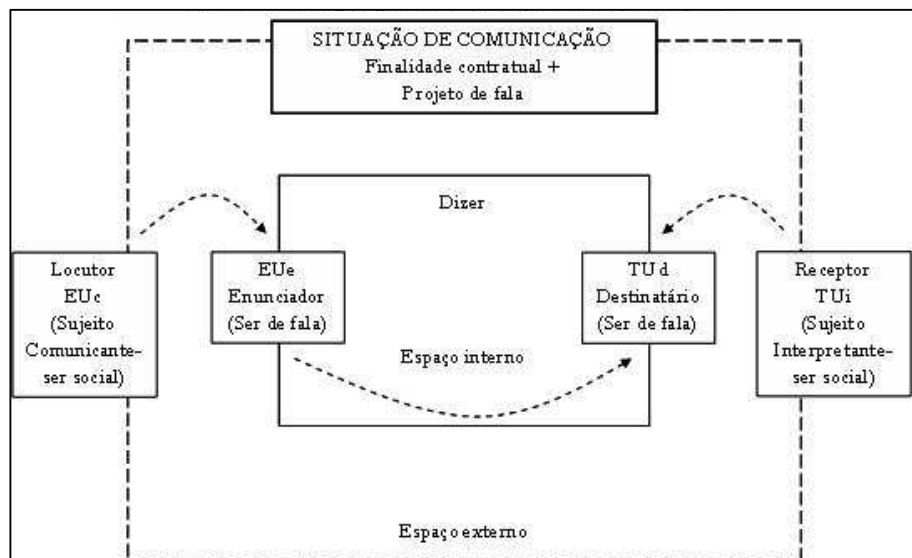 SITUAÇÃO DE COMUNICAÇÃO
Finalidade contratual +
Projeto de fala
Dizer
Locutor
EUc
(Sujeito
Comunicante-
ser social)
EUe
Enunciador
(Ser de fala)
TUd
Destinatário
(Ser de fala)
Receptor
TUi
(Sujeito
Interpretante-
ser social)
Espaço interno
Espaço externo